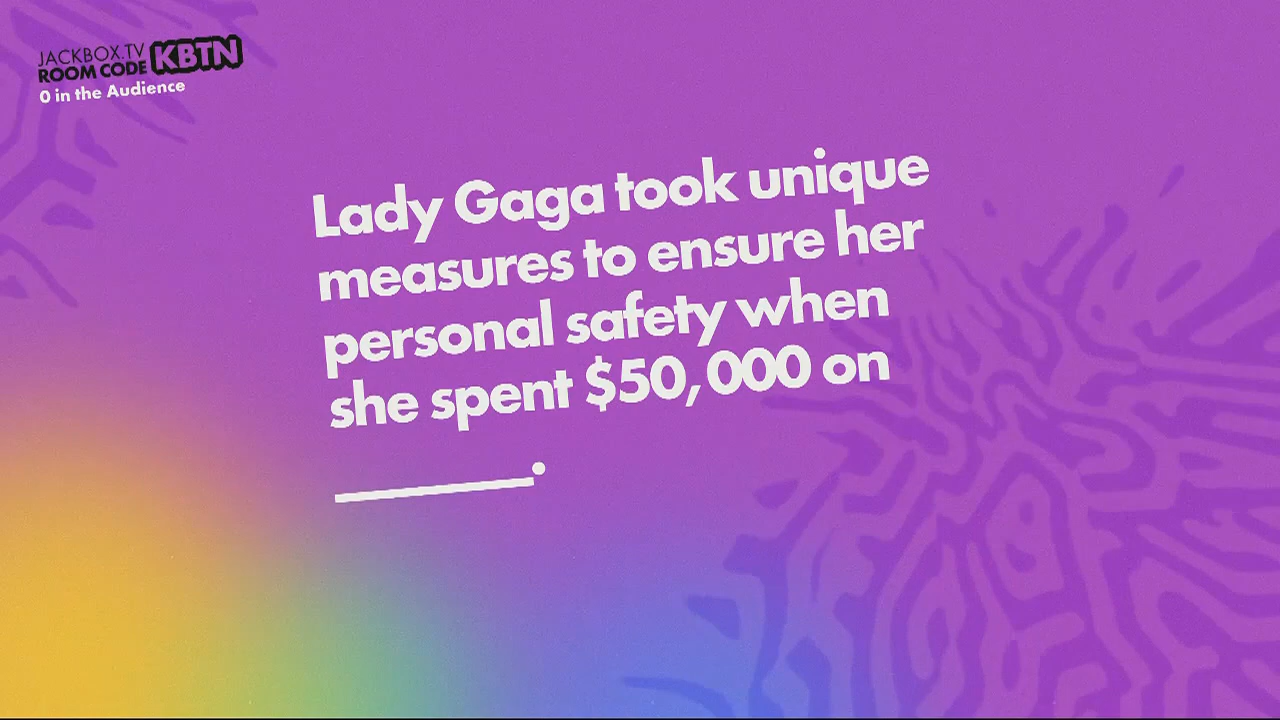 JACKBOX.TV
ROOM CODE KBTN
0 in the Audience
Lady Gaga took unique
measures to ensure her
personal safety when
she spent $50,000 on
________.